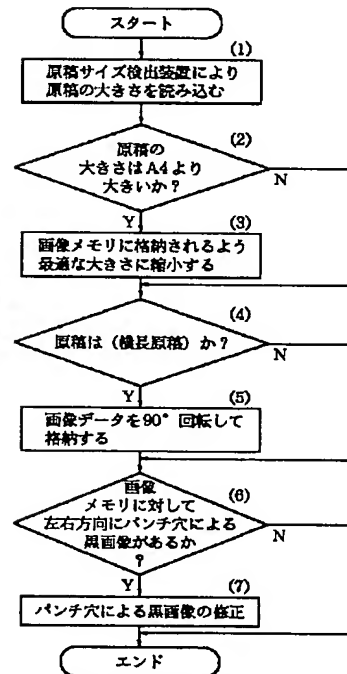 スタート
(1)
原稿サイズ検出装置により
原稿の大きさを読み込む
(2)
原稿の
大きさはA4より
大きいか?
N
Y
(3)
画像メモリに格納されるよう
最適な大きさに縮小する
(4)
原稿は(横長原稿)か?
N
Y
(5)
画像データを90°回転して
格納する
(6)
画像
メモリに対して
左右方向にパンチ穴による
黒画像があるか
?
N
Y
(7)
パンチ穴による黒画像の修正
エンド